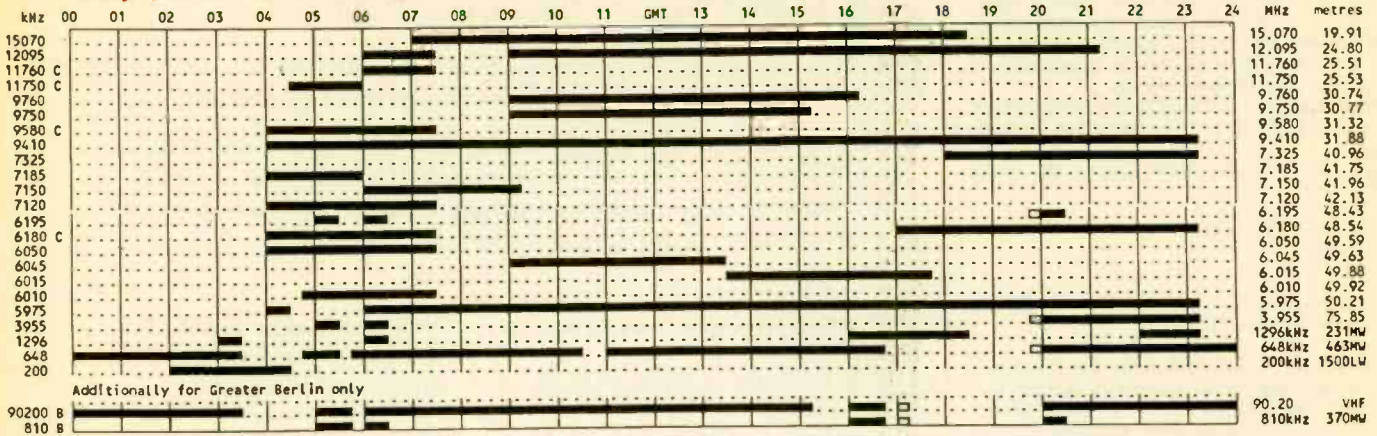 kHz 00 01 02 03 04 05 06 07 08 09 10 11 GMT 13 14 15 16 17 18 19 20 21 22 23 24 MHz metres
15070 15.070 19.91
12095 12.095 24.80
11760 C 11.760 25.51
11750 C 11.750 25.53
9760 9.760 30.74
9750 9.750 30.77
9580 C 9.580 31.32
9410 9.410 31.88
7325 7.325 40.96
7185 7.185 41.75
7150 7.150 41.96
7120 7.120 42.13
6195 6.195 48.43
6180 C 6.180 48.54
6050 6.050 49.59
6045 6.045 49.63
6015 6.015 49.88
6010 6.010 49.92
5975 5.975 50.21
3955 3.955 75.85
1296 1296kHz 231MW
648 648kHz 463MW
200 200kHz 1500LW
Additionally for Greater Berlin only
90200 B 90.20 VHF
810 B 810kHz 370MW